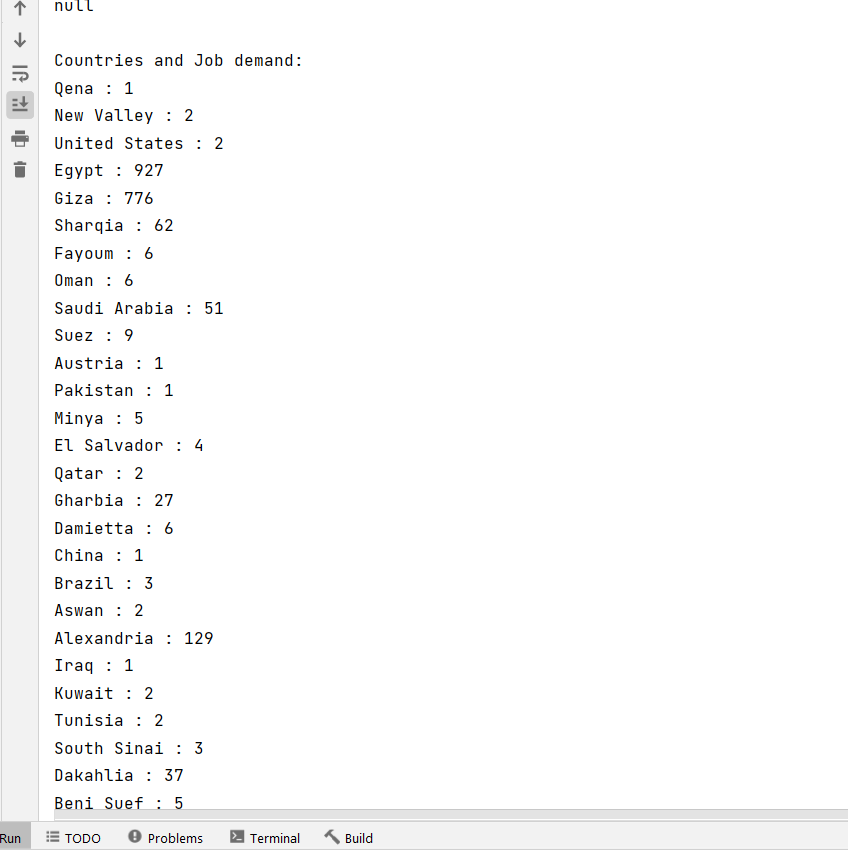 null
Countries and Job demand:
Qena : 1
New Valley : 2
United States : 2
Egypt : 927
Giza : 776
Sharqia : 62
Fayoum : 6
Oman : 6
Saudi Arabia : 51
Suez : 9
Austria : 1
Pakistan : 1
Minya : 5
El Salvador : 4
Qatar : 2
Gharbia : 27
Damietta : 6
China : 1
Brazil : 3
Aswan : 2
Alexandria : 129
Iraq : 1
Kuwait : 2
Tunisia : 2
South Sinai : 3
Dakahlia : 37
Beni Suef : 5
Run TODO Problems Terminal Build